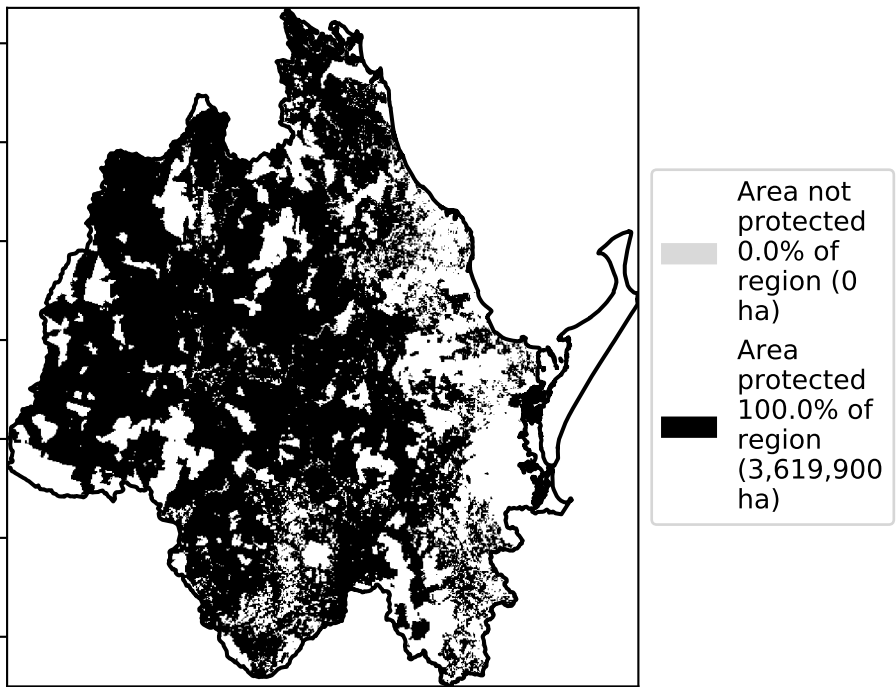 Area not
protected
0.0% of
region (0
ha)
Area
protected
100.0% of
region
(3,619,900
ha)